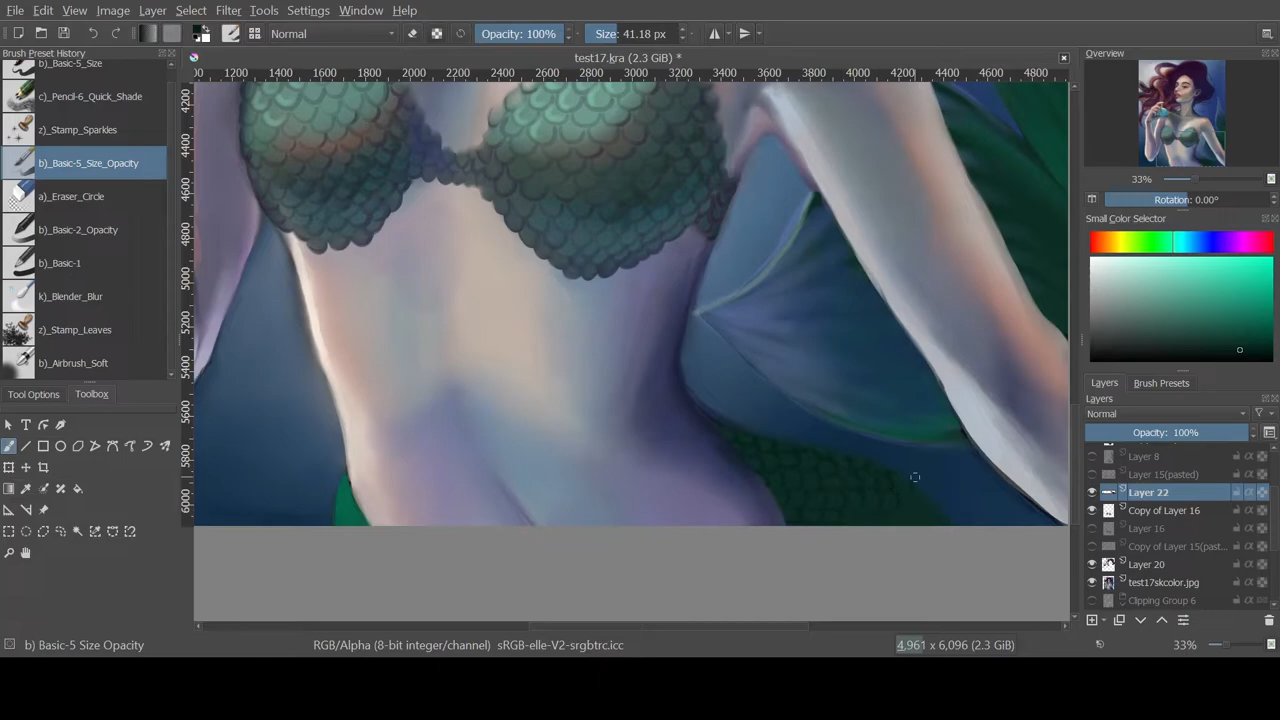 File Edit View Image Layer Select Filter Tools Settings Window Help
Normal Opacity: 100% Size: 41.18 px
Brush Preset History
test17.kra (2.3 GiB) *
Overview
1200 1400 1600 1800 2000 2200 2400 2600 2800 3000 3200 3400 3600 3800 4000 4200 4400 4600 4800
4200
4400
4600
4800
5000
5200
5400
5600
5800
6000
b)_Basic-5_Size
c)_Pencil-6_Quick_Shade
z)_Stamp_Sparkles
b)_Basic-5_Size_Opacity
a)_Eraser_Circle
b)_Basic-2_Opacity
b)_Basic-1
k)_Blender_Blur
z)_Stamp_Leaves
b)_Airbrush_Soft
Tool Options Toolbox
33%
Rotation: 0.00°
Small Color Selector
Layers Brush Presets
Layers
Normal
Opacity: 100%
Layer 8
Layer 15(pasted)
Layer 22
Copy of Layer 16
Layer 16
Copy of Layer 15(past...
Layer 20
test17skcolor.jpg
Clipping Group 6
b) Basic-5 Size Opacity RGB/Alpha (8-bit integer/channel) sRGB-elle-V2-srgbtrc.icc 4,961 x 6,096 (2.3 GiB) 33%